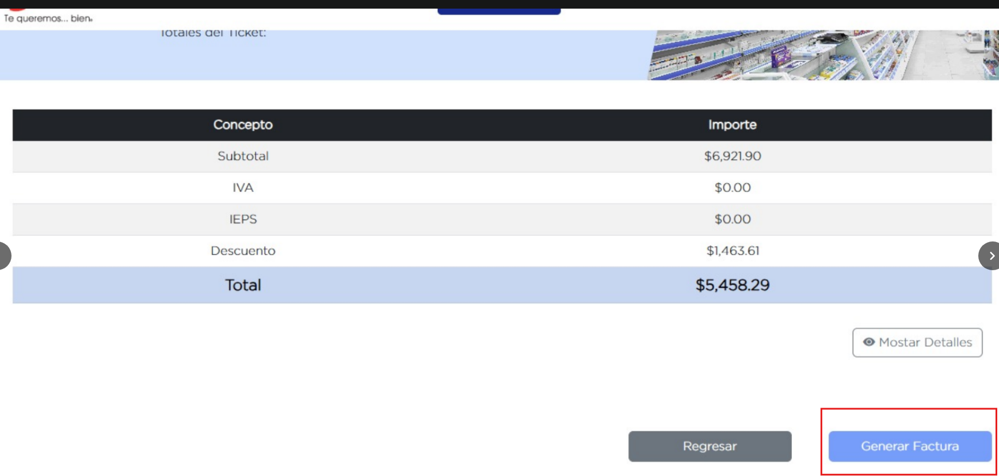 Te queremos... bien.
Totales del Ticket:
Concepto Importe
Subtotal $6,921.90
IVA $0.00
IEPS $0.00
Descuento $1,463.61
Total $5,458.29
Mostar Detalles
Regresar Generar Factura